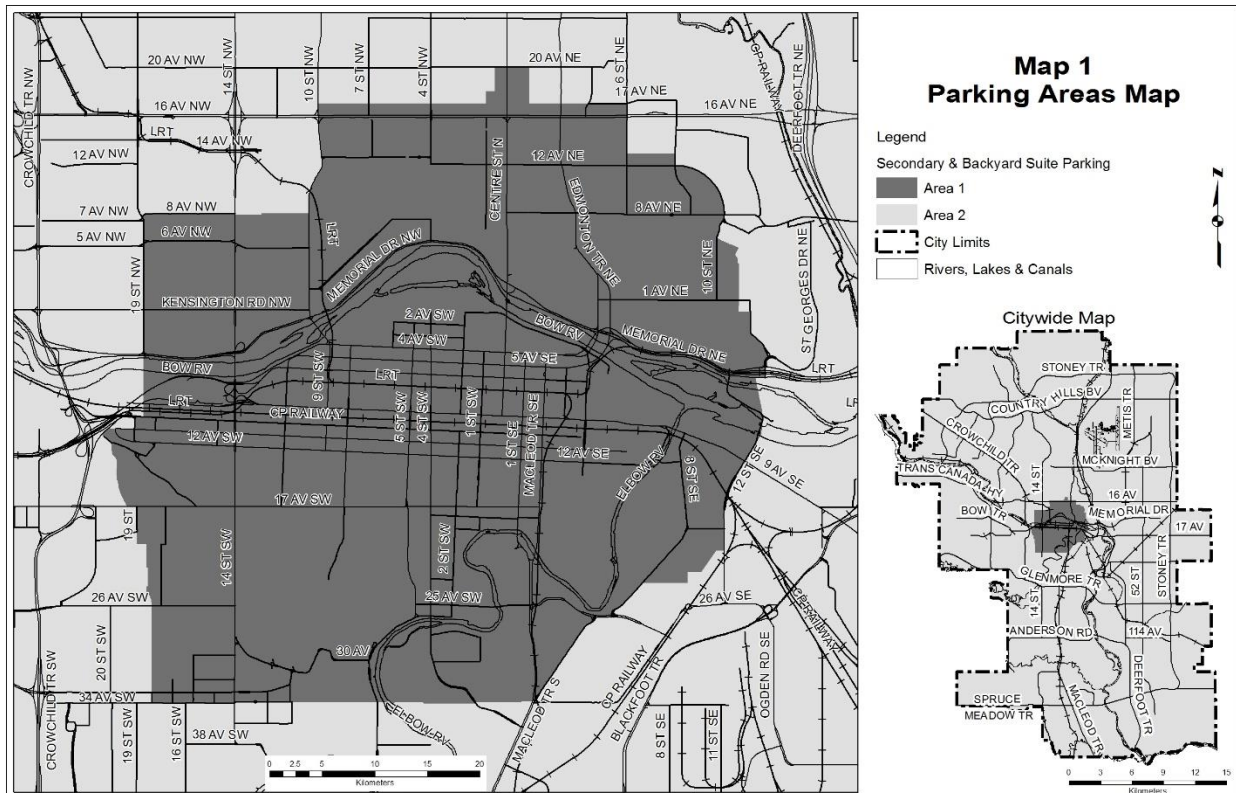 Map 1
Parking Areas Map
Legend
Secondary & Backyard Suite Parking
Area 1
Area 2
City Limits
Rivers, Lakes & Canals
N
20 AV NW
20 AV NE
17 AV NE
16 AV NW
16 AV NE
LRT
14 AV NW
12 AV NW
12 AV NE
7 AV NW
8 AV NW
8 AV NE
5 AV NW
6 AV NW
CROWCHILD TR NW
14 ST NW
10 ST NW
7 ST NW
4 ST NW
6 ST NE
CP RAILWAY
DEERFOOT TR NE
CENTRE ST N
EDMONTON TR NE
LRT
MEMORIAL DR NW
19 ST NW
10 ST NE
ST GEORGES DR NE
KENSINGTON RD NW
1 AV NE
2 AV SW
4 AV SW
BOW RV
MEMORIAL DR NE
BOW RV
5 AV SE
LRT
9 ST SW
LRT
LRT
CP RAILWAY
5 ST SW
4 ST SW
1 ST SW
1 ST SE
MACLEOD TR SE
12 AV SW
12 AV SE
ELBOW RV
8 ST SE
12 ST SE
9 AV SE
17 AV SW
19 ST
14 ST SW
2 ST SW
26 AV SW
25 AV SW
26 AV SE
CP RAILWAY
20 ST SW
30 AV
CROWCHILD TR SW
34 AV SW
ELBOW RV
MACLEOD TR S
CP RAILWAY
BLACKFOOT TR
OGDEN RD SE
19 ST SW
16 ST SW
38 AV SW
8 ST SE
11 ST SE
0 2.5 5 10 15 20
Kilometers
Citywide Map
STONEY TR
COUNTRY HILLS BV
METIS TR
CROWCHILD TR
MCKNIGHT BV
TRANS CANADA HY
14 ST
16 AV
BOW TR
MEMORIAL DR
17 AV
GLENMORE TR
52 ST
STONEY TR
14 ST
ANDERSON RD
114 AV
DEERFOOT TR
SPRUCE
MEADOW TR
MACLEOD TR
0 3 6 9 12 15
Kilometers